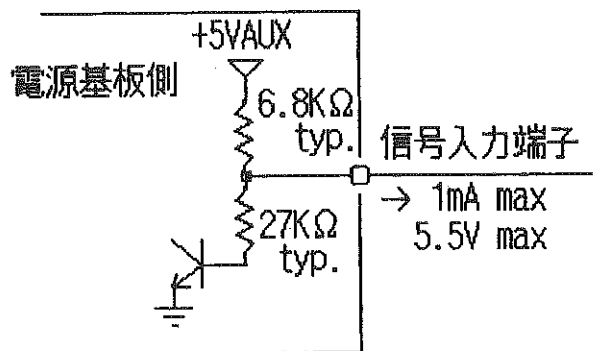 +5VAUX
電源基板側
6.8KΩ
typ.
信号入力端子
→ 1mA max
5.5V max
27KΩ
typ.